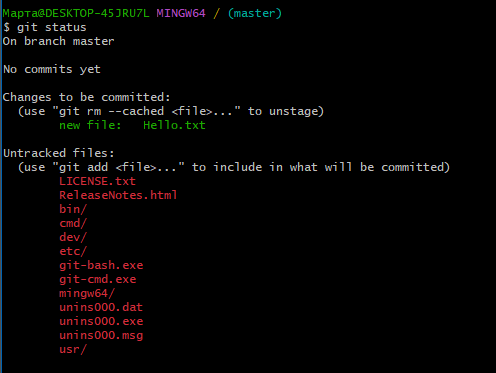 Марта@DESKTOP-45JRU7L MINGW64 / (master)
$ git status
On branch master

No commits yet

Changes to be committed:
  (use "git rm --cached <file>..." to unstage)
        new file:   Hello.txt

Untracked files:
  (use "git add <file>..." to include in what will be committed)
        LICENSE.txt
        ReleaseNotes.html
        bin/
        cmd/
        dev/
        etc/
        git-bash.exe
        git-cmd.exe
        mingw64/
        unins000.dat
        unins000.exe
        unins000.msg
        usr/